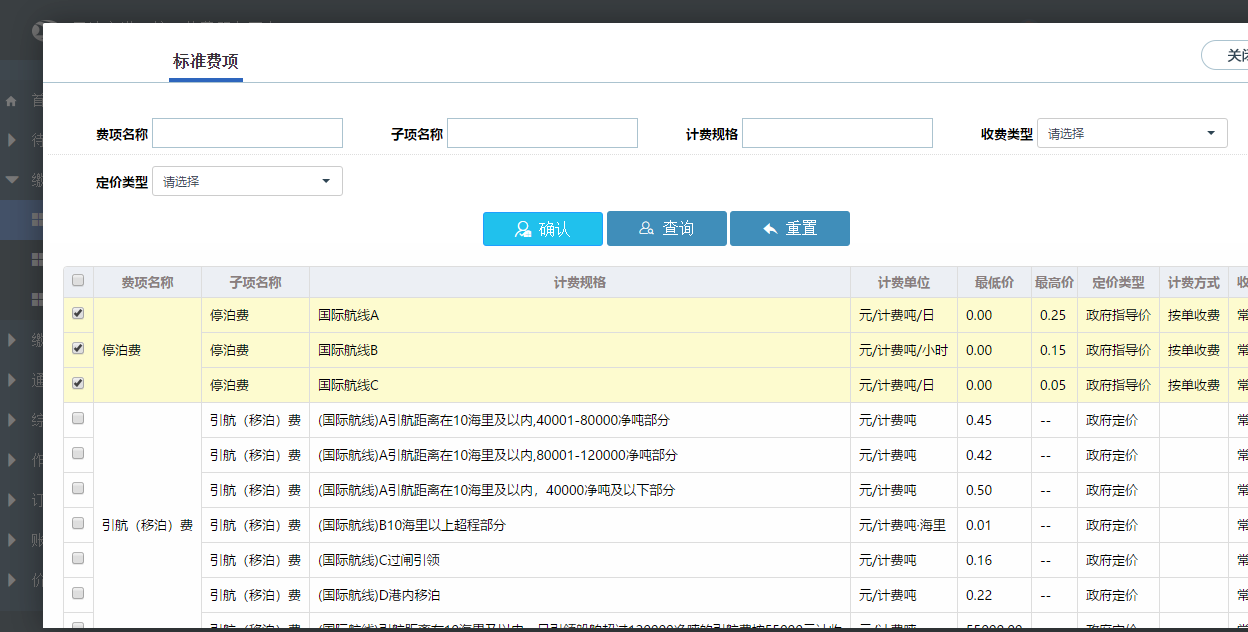 标准费项
关闭
费项名称 子项名称 计费规格 收费类型 请选择
定价类型 请选择
确认 查询 重置
费项名称 子项名称 计费规格 计费单位 最低价 最高价 定价类型 计费方式 收
停泊费 国际航线A 元/计费吨/日 0.00 0.25 政府指导价 按单收费 常
停泊费 停泊费 国际航线B 元/计费吨/小时 0.00 0.15 政府指导价 按单收费 常
停泊费 国际航线C 元/计费吨/日 0.00 0.05 政府指导价 按单收费 常
引航（移泊）费 (国际航线)A引航距离在10海里及以内,40001-80000净吨部分 元/计费吨 0.45 -- 政府定价 常
引航（移泊）费 (国际航线)A引航距离在10海里及以内,80001-120000净吨部分 元/计费吨 0.42 -- 政府定价 常
引航（移泊）费 (国际航线)A引航距离在10海里及以内，40000净吨及以下部分 元/计费吨 0.50 -- 政府定价 常
引航（移泊）费 引航（移泊）费 (国际航线)B10海里以上超程部分 元/计费吨·海里 0.01 -- 政府定价 常
引航（移泊）费 (国际航线)C过闸引领 元/计费吨 0.16 -- 政府定价 常
引航（移泊）费 (国际航线)D港内移泊 元/计费吨 0.22 -- 政府定价 常
首
待
缴
缴
通
综
作
订
账
价